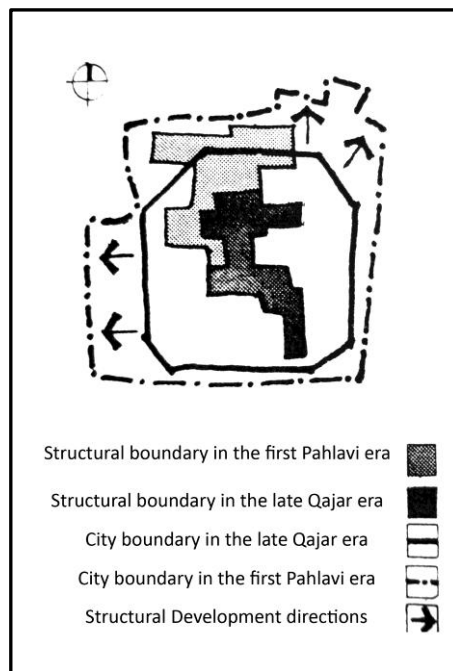 Structural boundary in the first Pahlavi era
Structural boundary in the late Qajar era
City boundary in the late Qajar era
City boundary in the first Pahlavi era
Structural Development directions